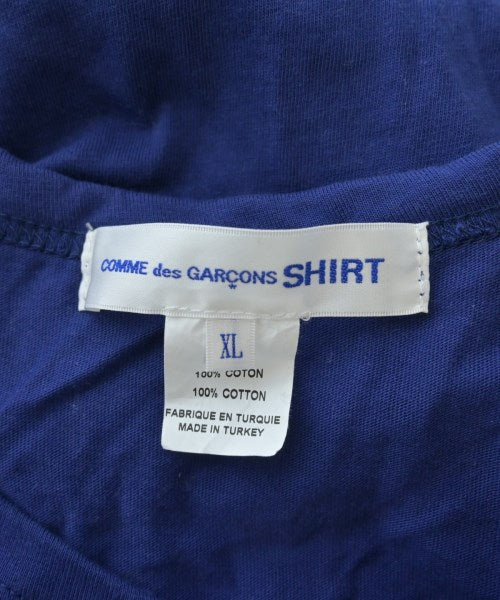 COMME des GARÇONS SHIRT
XL
100% COTON
100% COTTON
FABRIQUE EN TURQUIE
MADE IN TURKEY